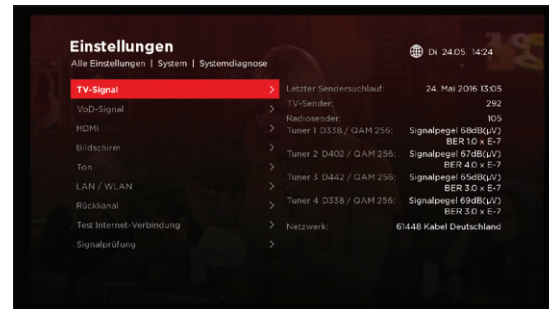 Einstellungen
Di 24.05. 14:24
Alle Einstellungen | System | Systemdiagnose
TV-Signal
VoD-Signal
HDMI
Bildschirm
Ton
LAN / WLAN
Rückkanal
Test Internet-Verbindung
Signalprüfung
Letzter Sendersuchlauf: 24. Mai 2016 13:05
TV-Sender: 292
Radiosender: 105
Tuner 1 D338 / QAM 256: Signalpegel 68dB(μV)
BER 1.0 x E-7
Tuner 2 D402 / QAM 256: Signalpegel 67dB(μV)
BER 4.0 x E-7
Tuner 3 D442 / QAM 256: Signalpegel 65dB(μV)
BER 3.0 x E-7
Tuner 4 D338 / QAM 256: Signalpegel 69dB(μV)
BER 3.0 x E-7
Netzwerk: 61448 Kabel Deutschland